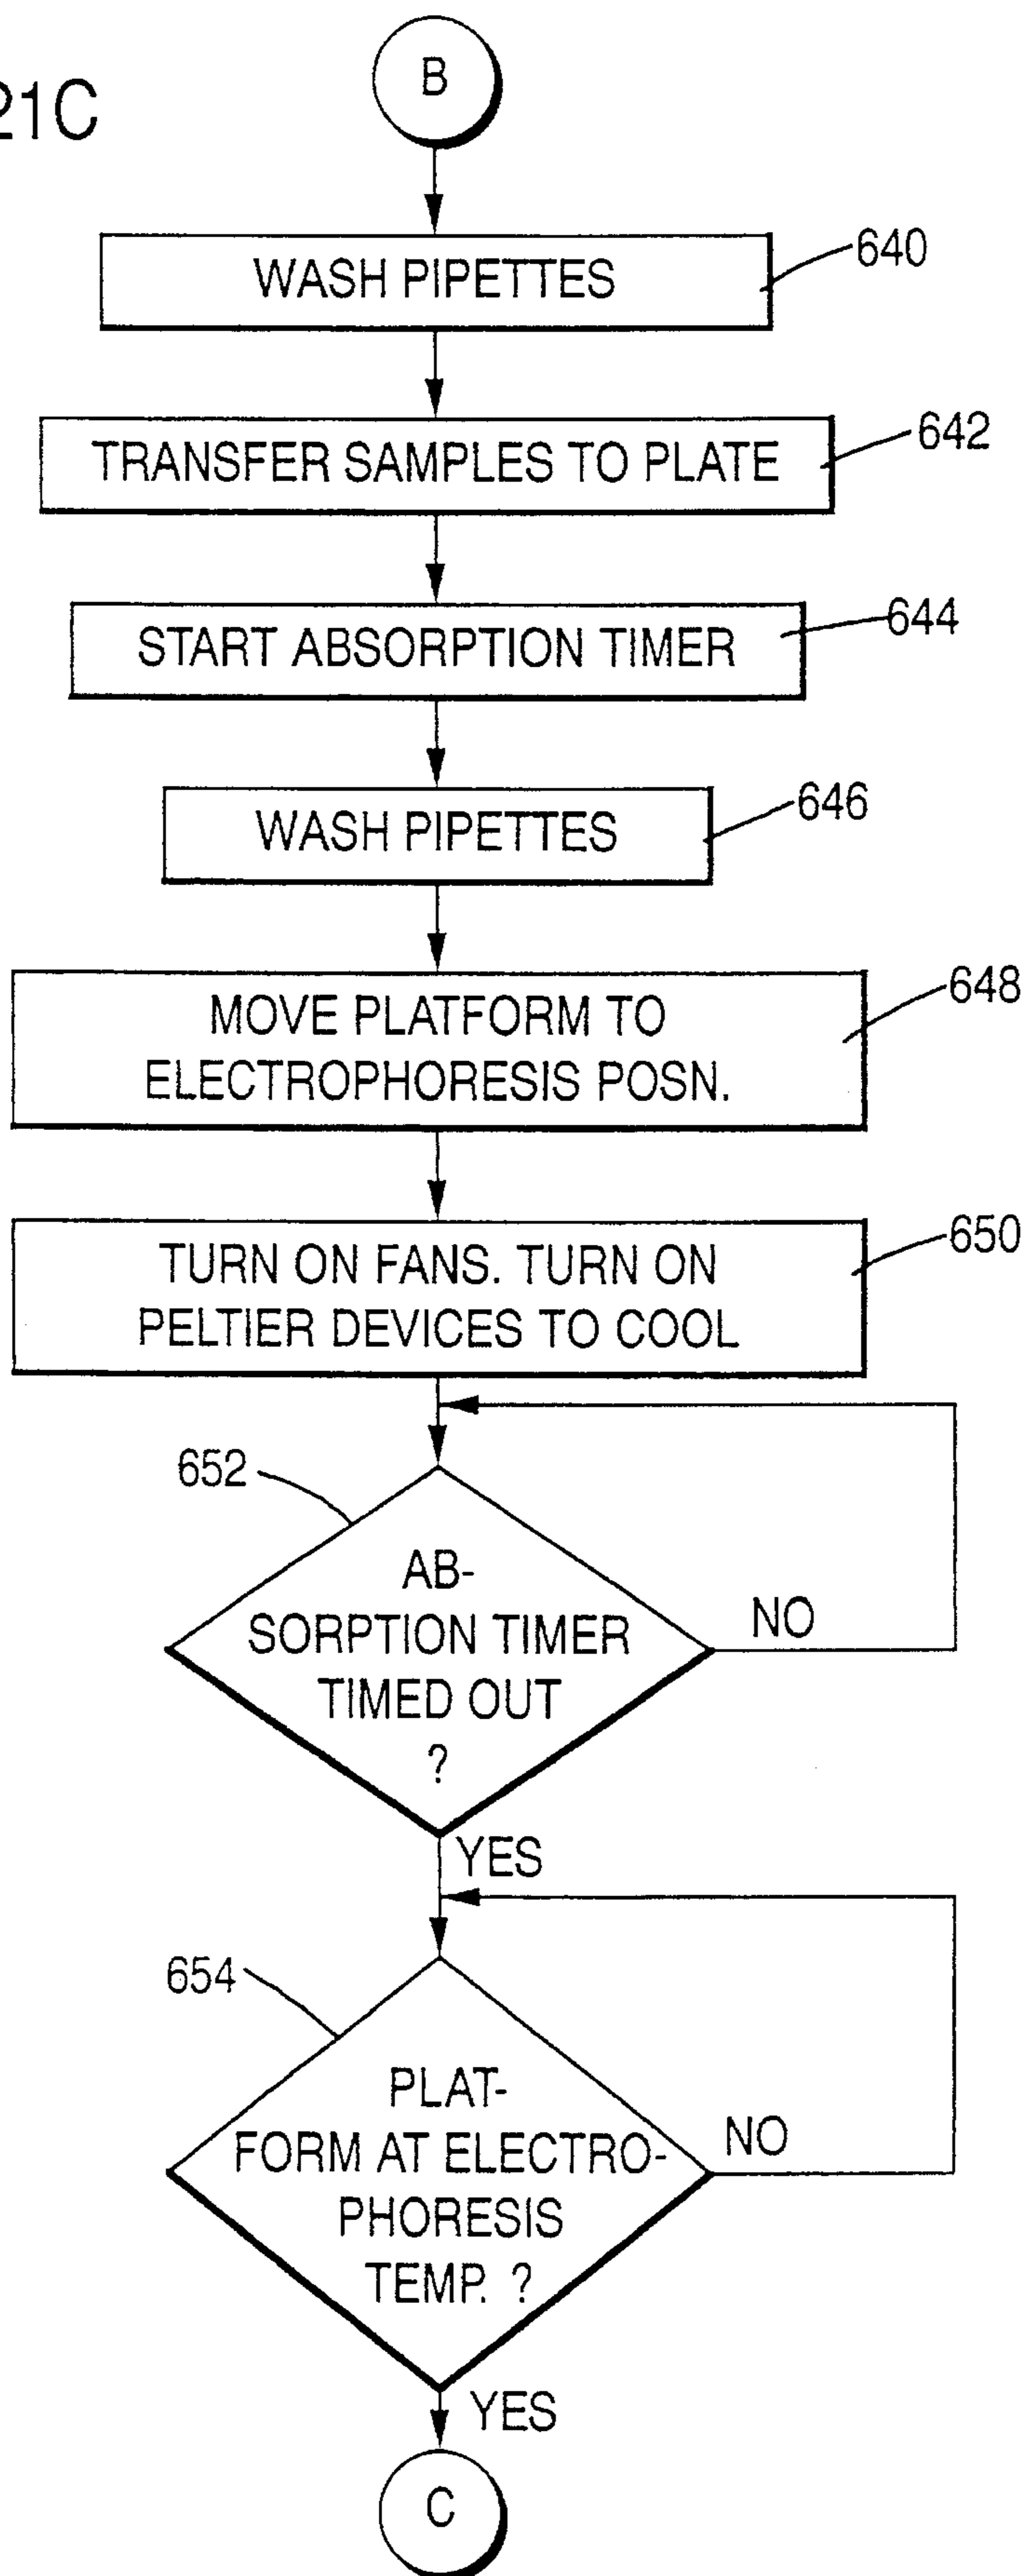 21C
B
WASH PIPETTES
640
TRANSFER SAMPLES TO PLATE
642
START ABSORPTION TIMER
644
WASH PIPETTES
646
MOVE PLATFORM TO
ELECTROPHORESIS POSN.
648
TURN ON FANS. TURN ON
PELTIER DEVICES TO COOL
650
652
AB-
SORPTION TIMER
TIMED OUT
?
NO
YES
654
PLAT-
FORM AT ELECTRO-
PHORESIS
TEMP. ?
NO
YES
C